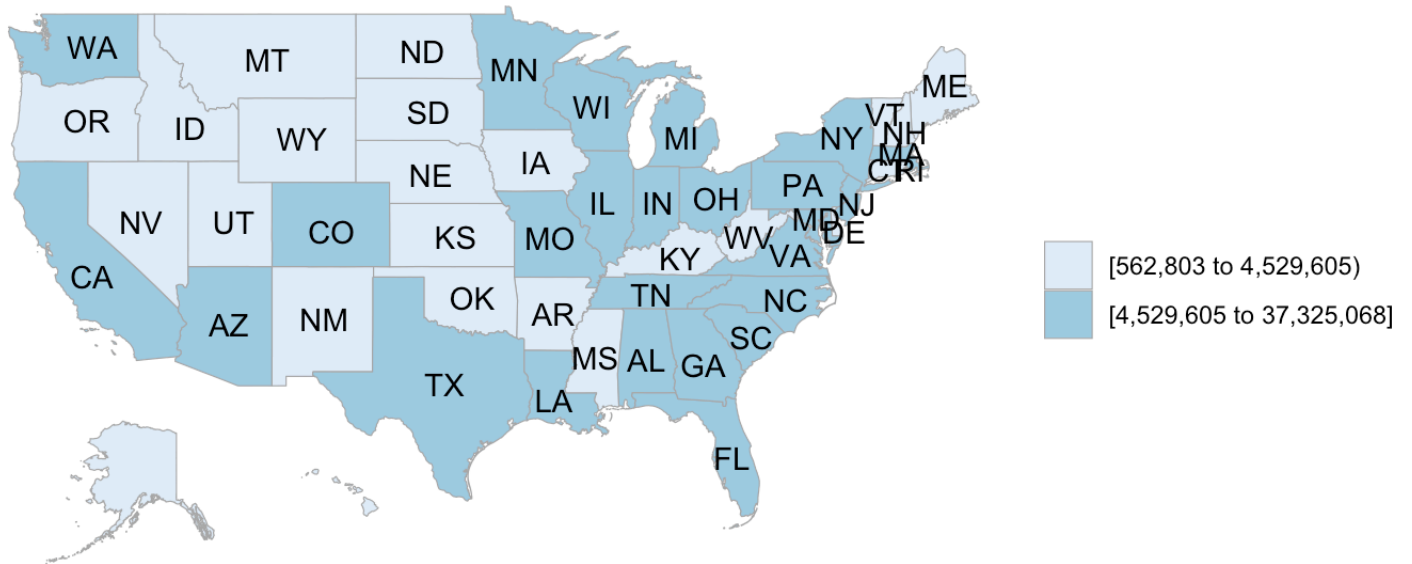 WA
MT
ND
MN
OR
ID
WY
SD
WI
MI
NY
VT
NH
ME
MA
CT
RI
NV
UT
CO
NE
IA
KS
MO
IL
IN
OH
PA
NJ
MD
DE
WV
VA
KY
CA
AZ
NM
OK
AR
TN
NC
SC
TX
LA
MS
AL
GA
FL
[562,803 to 4,529,605)
[4,529,605 to 37,325,068]